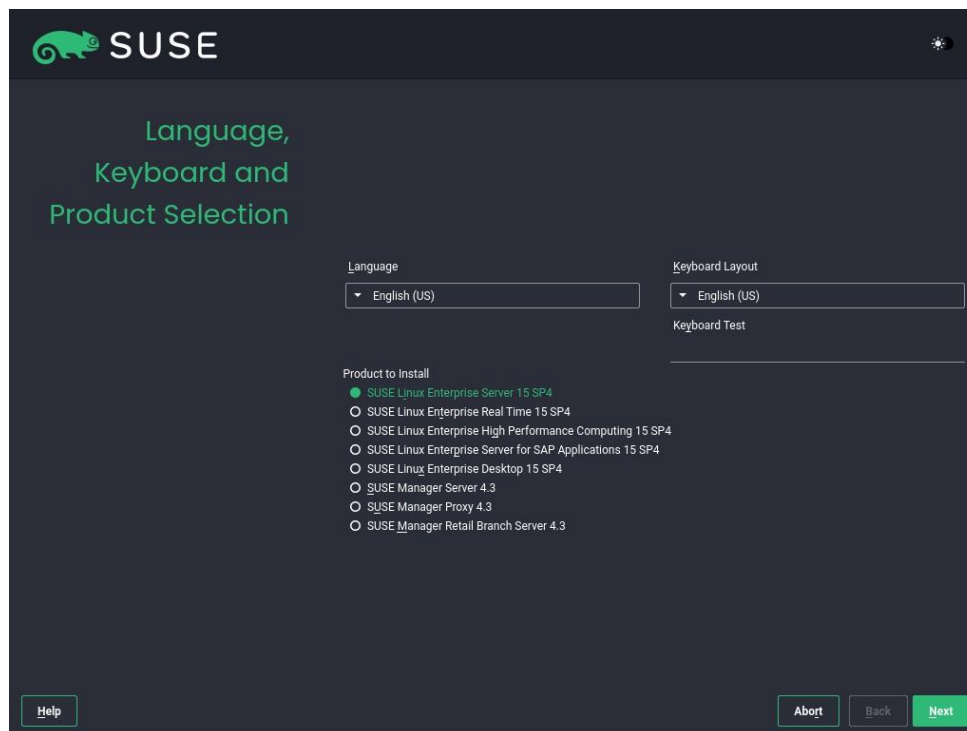 SUSE
Language,
Keyboard and
Product Selection
Language
Keyboard Layout
English (US)
English (US)
Keyboard Test
Product to Install
SUSE Linux Enterprise Server 15 SP4
SUSE Linux Enterprise Real Time 15 SP4
SUSE Linux Enterprise High Performance Computing 15 SP4
SUSE Linux Enterprise Server for SAP Applications 15 SP4
SUSE Linux Enterprise Desktop 15 SP4
SUSE Manager Server 4.3
SUSE Manager Proxy 4.3
SUSE Manager Retail Branch Server 4.3
Help
Abort
Back
Next